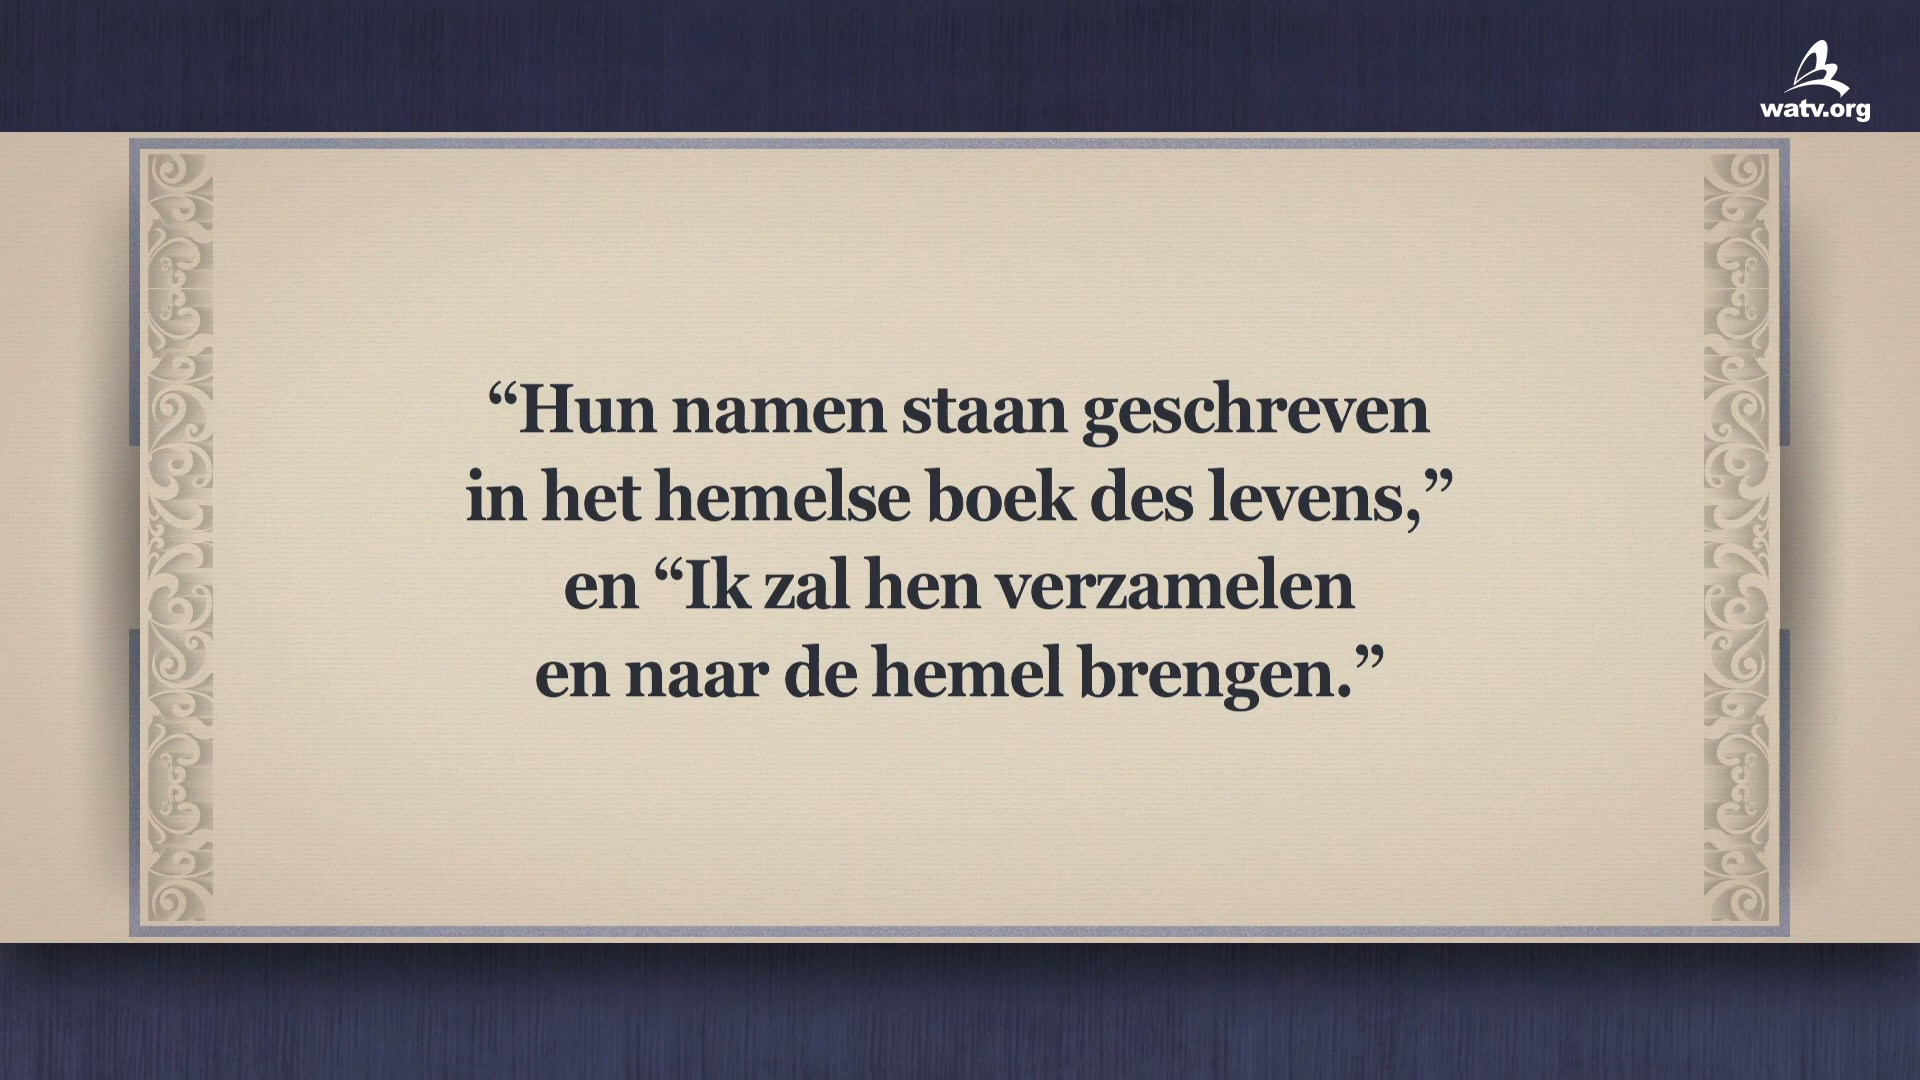 watv.org
“Hun namen staan geschreven
in het hemelse boek des levens,”
en “Ik zal hen verzamelen
en naar de hemel brengen.”